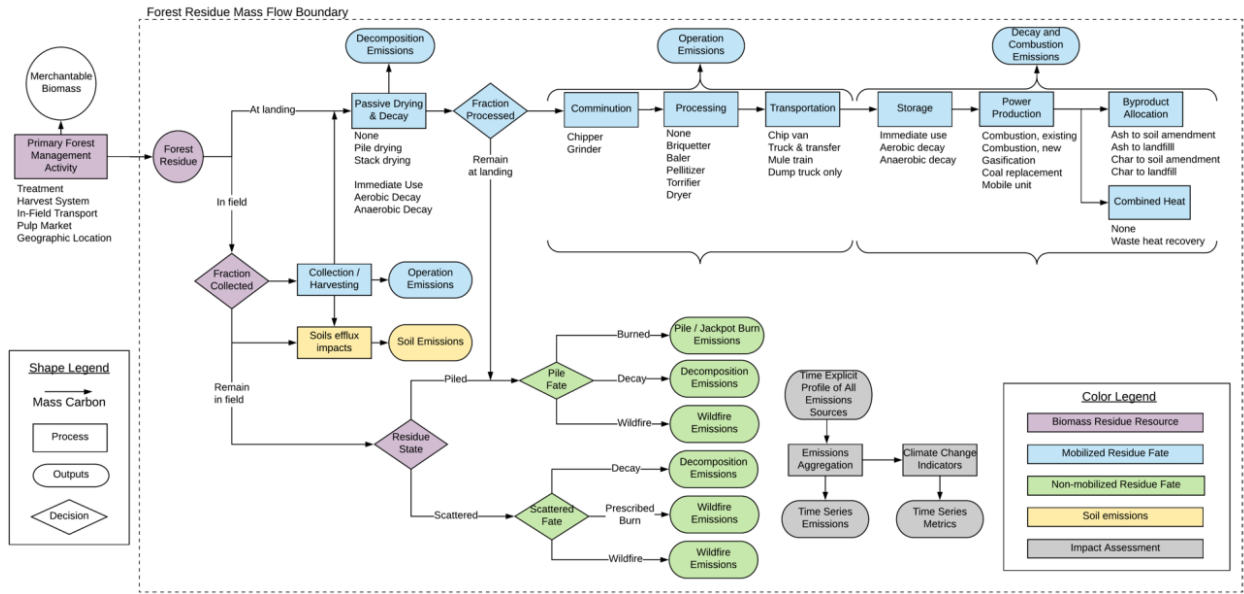 Forest Residue Mass Flow Boundary
Merchantable
Biomass
Primary Forest
Management
Activity
Treatment
Harvest System
In-Field Transport
Pulp Market
Geographic Location
Forest
Residue
At landing
In field
Decomposition
Emissions
Passive Drying
& Decay
None
Pile drying
Stack drying
Immediate Use
Aerobic Decay
Anaerobic Decay
Fraction
Processed
Remain
at landing
Operation
Emissions
Comminution
Chipper
Grinder
Processing
None
Briquetter
Baler
Pellitizer
Torrifier
Dryer
Transportation
Chip van
Truck & transfer
Mule train
Dump truck only
Decay and
Combustion
Emissions
Storage
Immediate use
Aerobic decay
Anaerobic decay
Power
Production
Combustion, existing
Combustion, new
Gasification
Coal replacement
Mobile unit
Byproduct
Allocation
Ash to soil amendment
Ash to landfilll
Char to soil amendment
Char to landfill
Combined Heat
None
Waste heat recovery
Fraction
Collected
Collection /
Harvesting
Operation
Emissions
Soils efflux
impacts
Soil Emissions
Remain
in field
Residue
State
Piled
Scattered
Pile
Fate
Burned
Pile / Jackpot Burn
Emissions
Decay
Decomposition
Emissions
Wildfire
Wildfire
Emissions
Scattered
Fate
Decay
Decomposition
Emissions
Prescribed
Burn
Wildfire
Emissions
Wildfire
Wildfire
Emissions
Time Explicit
Profile of All
Emissions
Sources
Emissions
Aggregation
Climate Change
Indicators
Time Series
Emissions
Time Series
Metrics
Shape Legend
Mass Carbon
Process
Outputs
Decision
Color Legend
Biomass Residue Resource
Mobilized Residue Fate
Non-mobilized Residue Fate
Soil emissions
Impact Assessment